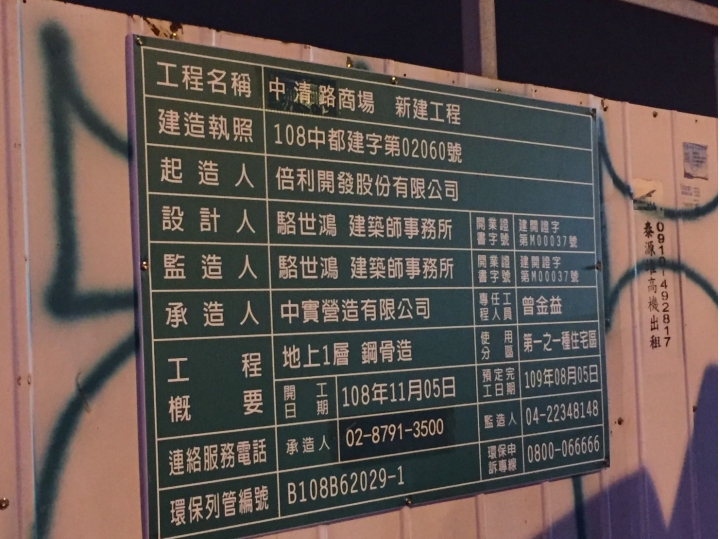 工程名稱 中清路商場 新建工程
建造執照 108中都建字第02060號
起造人 倍利開發股份有限公司
設計人 駱世鴻 建築師事務所 開業證書字號 建開證字第M00037號
監造人 駱世鴻 建築師事務所 開業證書字號 建開證字第M00037號
承造人 中實營造有限公司 專任工程人員 曾金益
工程概要 地上1層 鋼骨造 使用分區 第一之一種住宅區
開工日期 108年11月05日 預定完工日期 109年08月05日
連絡服務電話 承造人 02-8791-3500 監造人 04-22348148
環保列管編號 B108B62029-1 環保申訴專線 0800-066666
高機出租